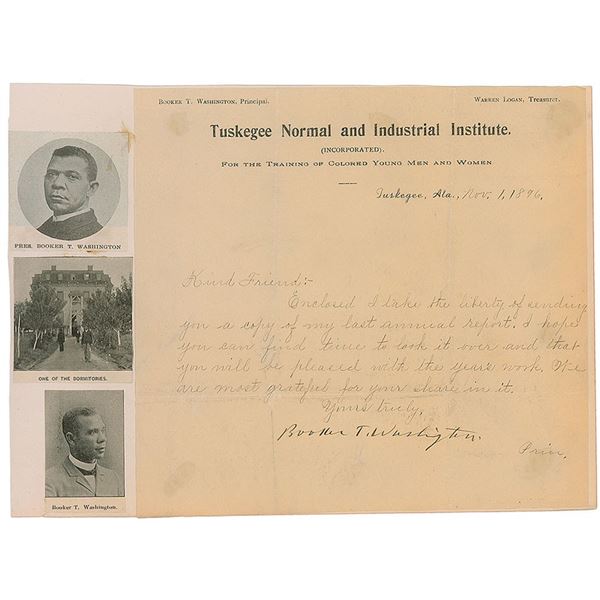 Booker T. Washington, Principal.
Warren Logan, Treasurer.
Tuskegee Normal and Industrial Institute.
(INCORPORATED).
For the Training of Colored Young Men and Women
Tuskegee, Ala., Nov. 1, 1896.
Kind Friend:-
Enclosed I take the liberty of sending
you a copy of my last annual report. I hope
you can find time to look it over and that
you will be pleased with the year's work. We
are most grateful for your share in it.
Yours truly,
Booker T. Washington.
Prin.
PRES. BOOKER T. WASHINGTON
ONE OF THE DORMITORIES.
Booker T. Washington.